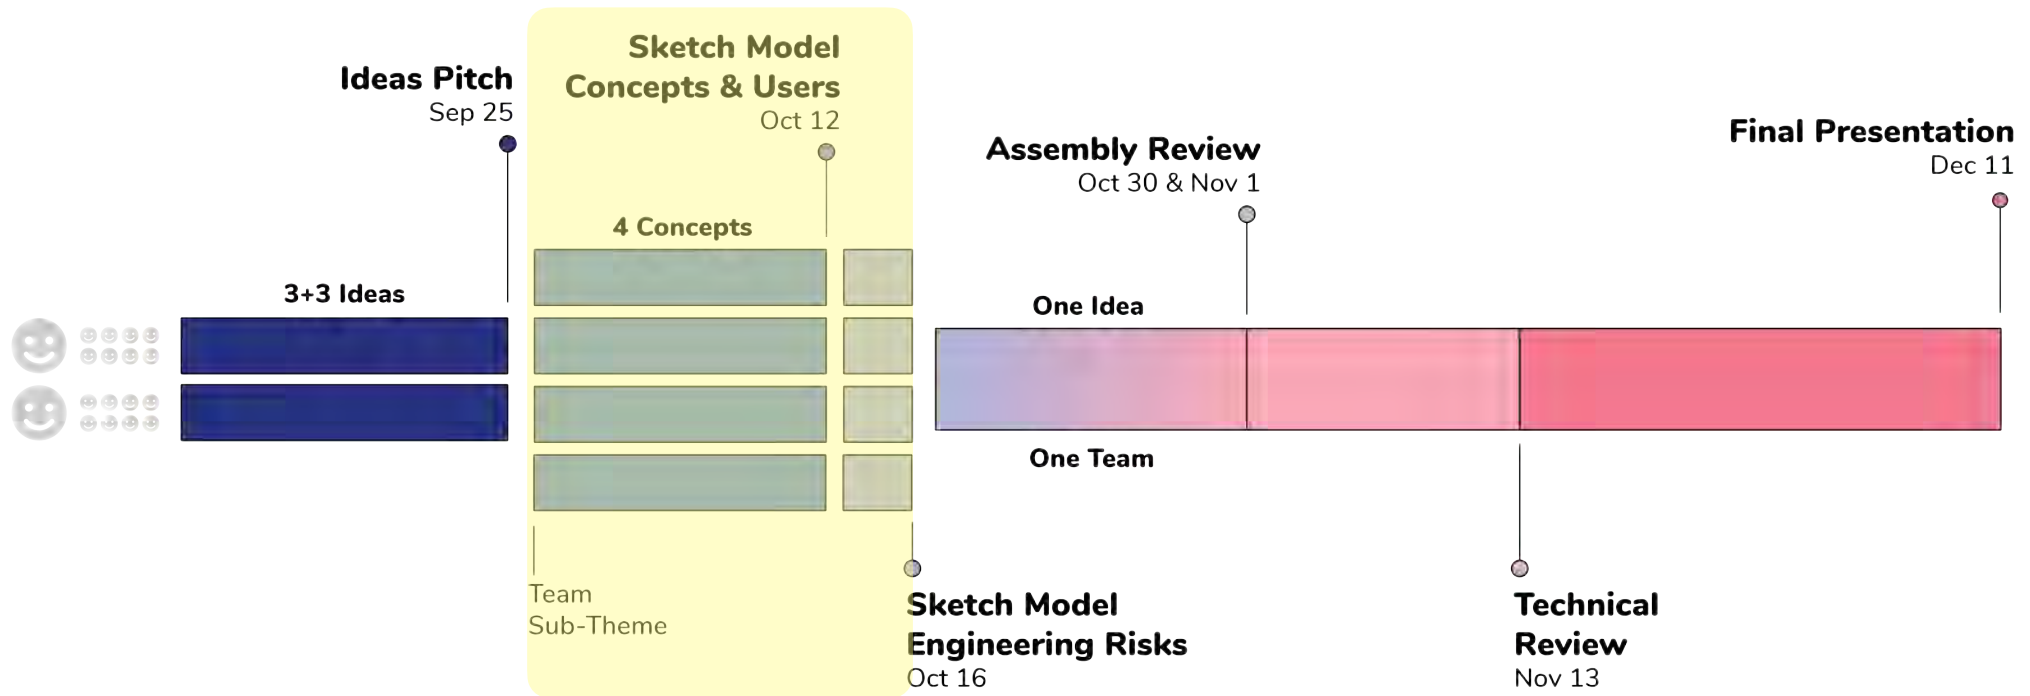 Ideas Pitch
Sep 25
3+3 Ideas
Sketch Model
Concepts & Users
Oct 12
4 Concepts
Team
Sub-Theme
Sketch Model
Engineering Risks
Oct 16
Assembly Review
Oct 30 & Nov 1
One Idea
One Team
Technical
Review
Nov 13
Final Presentation
Dec 11